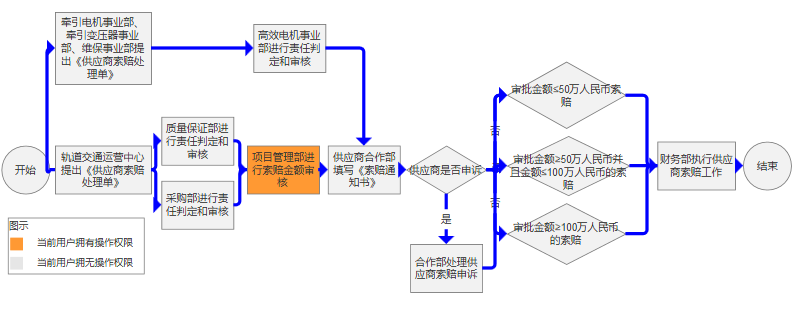 牵引电机事业部、
牵引变压器事业
部、维保事业部提
出《供应商索赔处
理单》
高效电机事业
部进行责任判
定和审核
开始
轨道交通运营中心
提出《供应商索赔
处理单》
质量保证部进
行责任判定和
审核
采购部进行责
任判定和审核
项目管理部进
行索赔金额审
核
供应商合作部
填写《索赔通
知书》
供应商是否申诉
是
合作部处理供
应商索赔申诉
否
否
审批金额≤50万人民币索
赔
审批金额≥50万人民币并
且金额≤100万人民币的索
赔
审批金额≥100万人民币
的索赔
财务部执行供应
商索赔工作
结束
图示
当前用户拥有操作权限
当前用户拥无操作权限